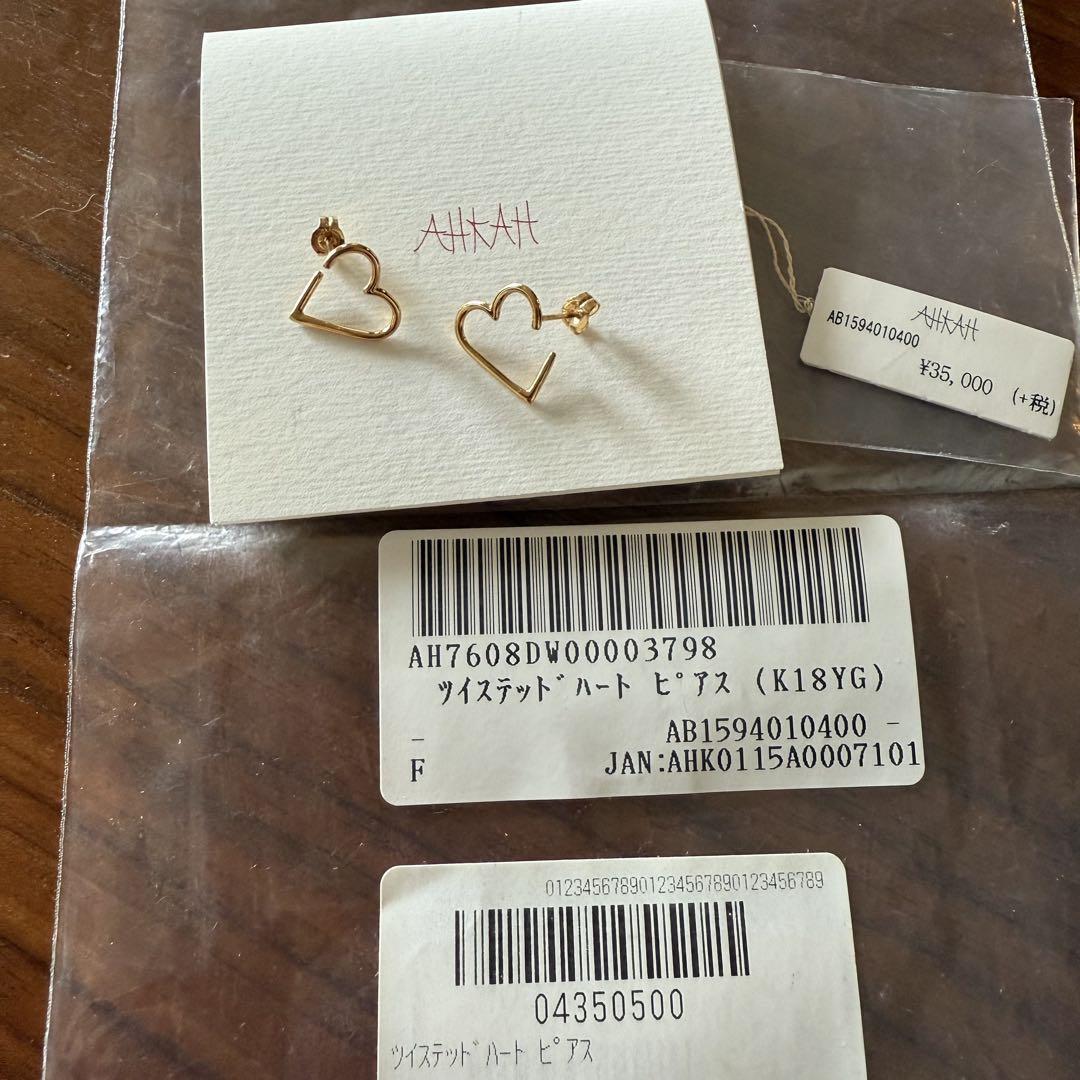 AHKAH
AHKAH
AB1594010400
¥35,000 (+税)
AH7608DW00003798
ﾂｲｽﾃｯﾄﾞﾊｰﾄ ﾋﾟｱｽ (K18YG)
AB1594010400 -
-
F JAN:AHK0115A0007101
012345678901234567890123456789
04350500
ﾂｲｽﾃｯﾄﾞﾊｰﾄ ﾋﾟｱｽ